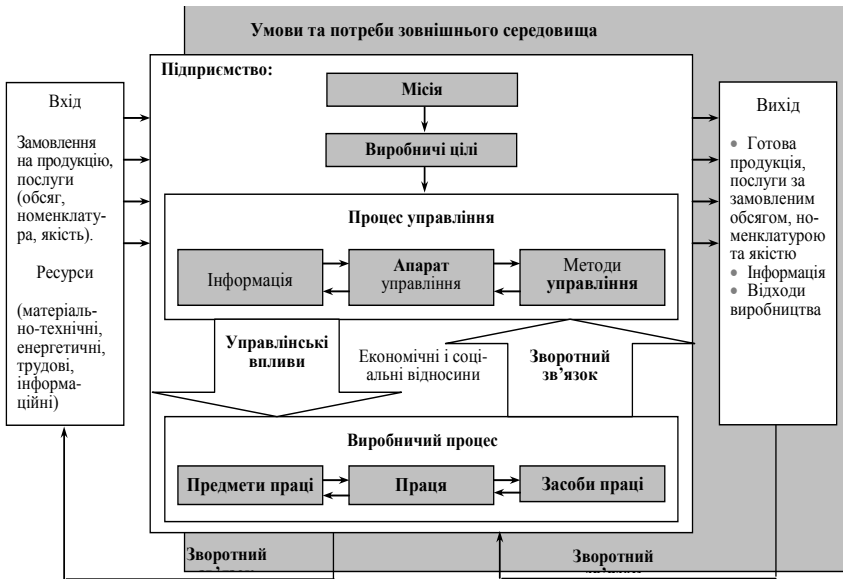 Умови та потреби зовнішнього середовища
Вхід
Замовлення
на продукцію,
послуги
(обсяг,
номенклату-
ра, якість).
Ресурси
(матеріаль-
но-технічні,
енергетичні,
трудові,
інформа-
ційні)
Підприємство:
Місія
Виробничі цілі
Процес управління
Інформація
Апарат
управління
Методи
управління
Управлінські
впливи
Економічні і соці-
альні відносини
Зворотний
зв’язок
Виробничий процес
Предмети праці
Праця
Засоби праці
Вихід
• Готова
продукція,
послуги за
замовленим
обсягом, но-
менклатурою
та якістю
• Інформація
• Відходи
виробництва
Зворотний
Зворотний